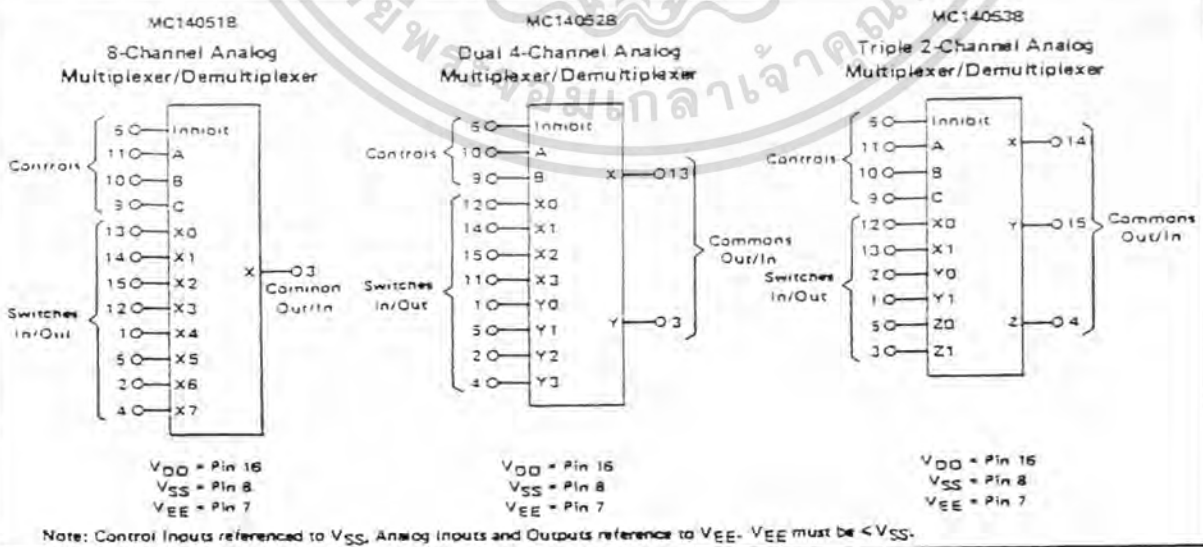 MC14051B
8-Channel Analog
Multiplexer/Demultiplexer
Controls
6 Inhibit
11 A
10 B
9 C
Switches
In/Out
13 X0
14 X1
15 X2
12 X3
1 X4
5 X5
2 X6
4 X7
X 3
Common
Out/In
VDD = Pin 16
VSS = Pin 8
VEE = Pin 7
MC14052B
Dual 4-Channel Analog
Multiplexer/Demultiplexer
Controls
6 Inhibit
10 A
9 B
Switches
In/Out
12 X0
14 X1
15 X2
11 X3
1 Y0
5 Y1
2 Y2
4 Y3
X 13
Y 3
Commons
Out/In
VDD = Pin 16
VSS = Pin 8
VEE = Pin 7
MC14053B
Triple 2-Channel Analog
Multiplexer/Demultiplexer
Controls
6 Inhibit
11 A
10 B
9 C
Switches
In/Out
12 X0
13 X1
2 Y0
1 Y1
5 Z0
3 Z1
X 14
Y 15
Z 4
Commons
Out/In
VDD = Pin 16
VSS = Pin 8
VEE = Pin 7
Note: Control Inputs referenced to VSS, Analog Inputs and Outputs reference to VEE. VEE must be < VSS.